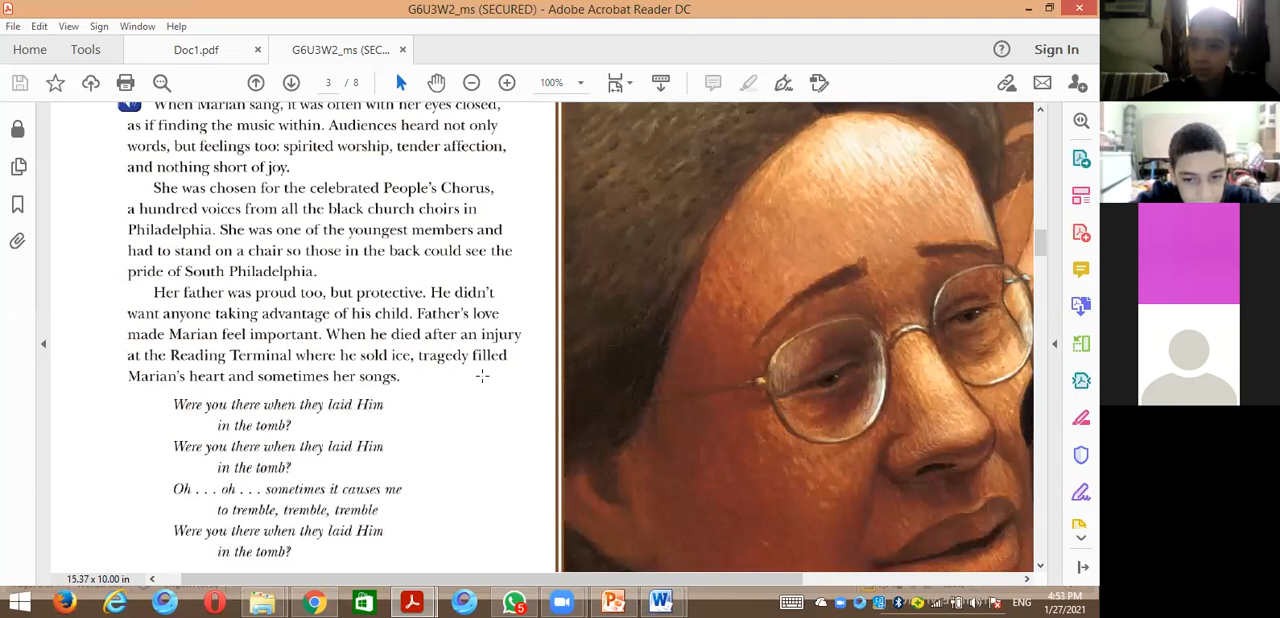 G6U3W2_ms (SECURED) - Adobe Acrobat Reader DC
File Edit View Sign Window Help
Home Tools Doc1.pdf × G6U3W2_ms (SEC... × Sign In
3 / 8 100%
When Marian sang, it was often with her eyes closed,
as if finding the music within. Audiences heard not only
words, but feelings too: spirited worship, tender affection,
and nothing short of joy.
She was chosen for the celebrated People's Chorus,
a hundred voices from all the black church choirs in
Philadelphia. She was one of the youngest members and
had to stand on a chair so those in the back could see the
pride of South Philadelphia.
Her father was proud too, but protective. He didn't
want anyone taking advantage of his child. Father's love
made Marian feel important. When he died after an injury
at the Reading Terminal where he sold ice, tragedy filled
Marian's heart and sometimes her songs.
Were you there when they laid Him
in the tomb?
Were you there when they laid Him
in the tomb?
Oh . . . oh . . . sometimes it causes me
to tremble, tremble, tremble
Were you there when they laid Him
in the tomb?
15.37 x 10.00 in
5
ENG
4:53 PM
1/27/2021